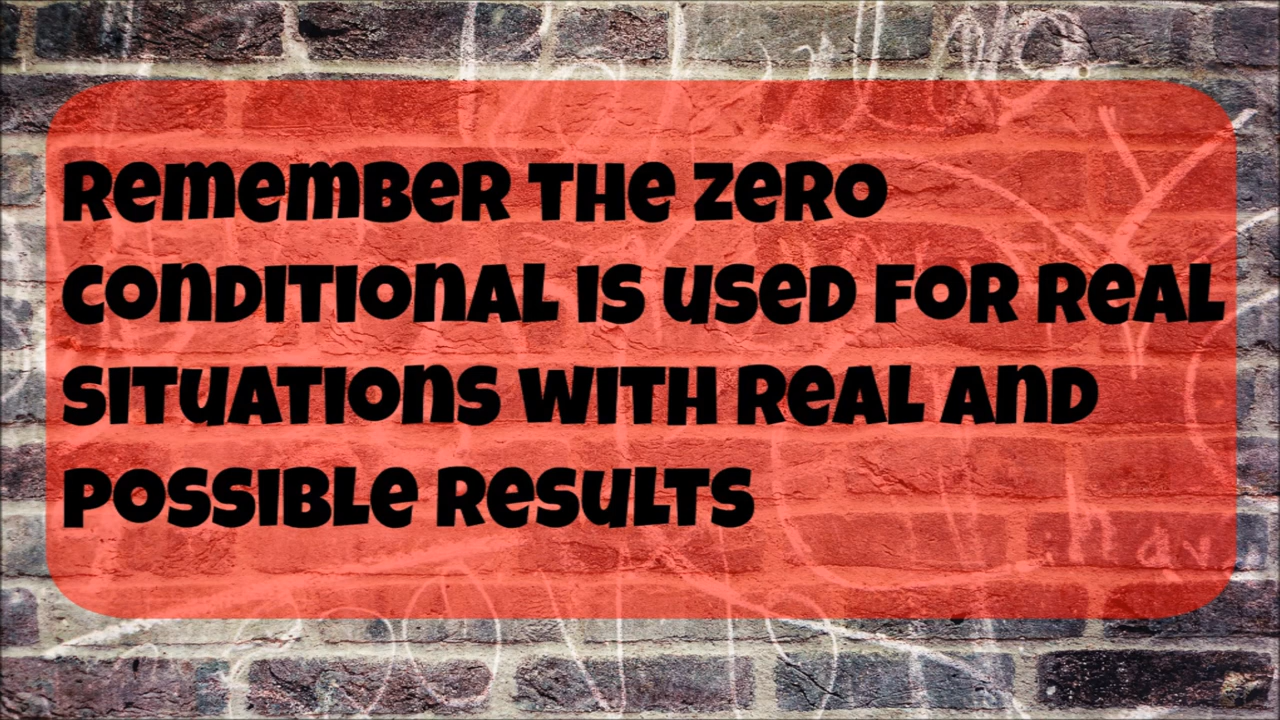 Remember the zero
conditional is used for real
situations with real and
possible results